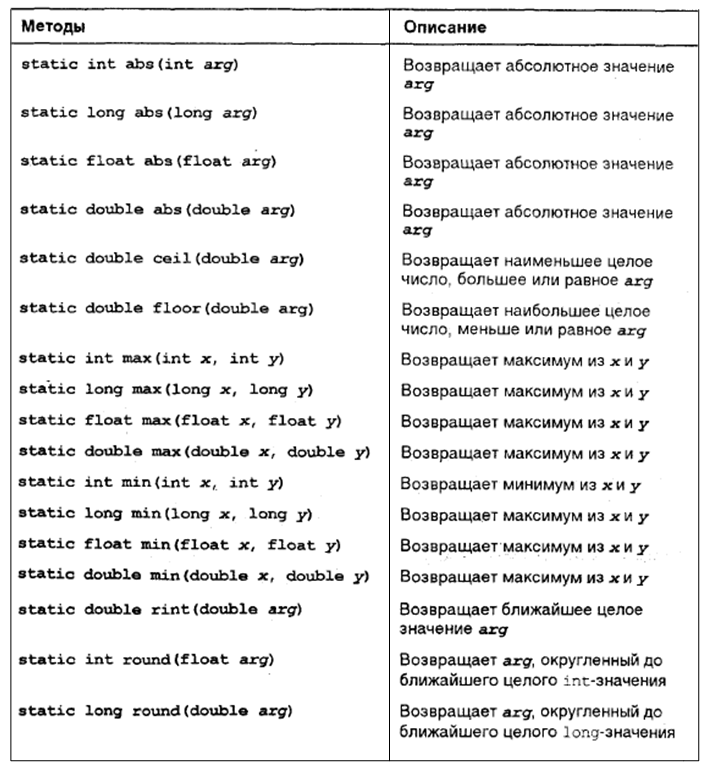 Методы Описание
static int abs(int arg) Возвращает абсолютное значение
arg
static long abs(long arg) Возвращает абсолютное значение
arg
static float abs(float arg) Возвращает абсолютное значение
arg
static double abs(double arg) Возвращает абсолютное значение
arg
static double ceil(double arg) Возвращает наименьшее целое
число, большее или равное arg
static double floor(double arg) Возвращает наибольшее целое
число, меньше или равное arg
static int max(int x, int y) Возвращает максимум из x и y
static long max(long x, long y) Возвращает максимум из x и y
static float max(float x, float y) Возвращает максимум из x и y
static double max(double x, double y) Возвращает максимум из x и y
static int min(int x, int y) Возвращает минимум из x и y
static long min(long x, long y) Возвращает максимум из x и y
static float min(float x, float y) Возвращает максимум из x и y
static double min(double x, double y) Возвращает максимум из x и y
static double rint(double arg) Возвращает ближайшее целое
значение arg
static int round(float arg) Возвращает arg, округленный до
ближайшего целого int-значения
static long round(double arg) Возвращает arg, округленный до
ближайшего целого long-значения